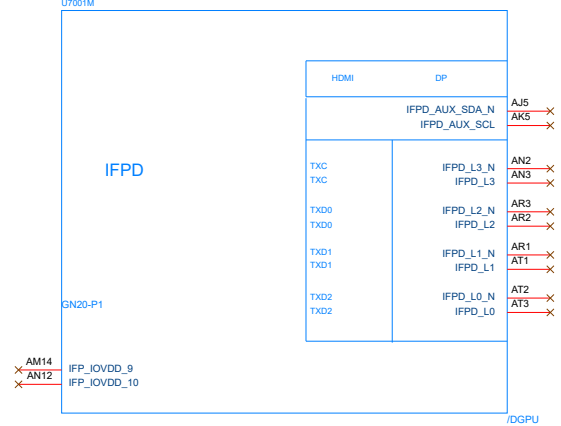 U7001M
HDMI DP
IFPD_AUX_SDA_N AJ5
IFPD_AUX_SCL AK5
IFPD
TXC IFPD_L3_N AN2
TXC IFPD_L3 AN3
TXD0 IFPD_L2_N AR3
TXD0 IFPD_L2 AR2
TXD1 IFPD_L1_N AR1
TXD1 IFPD_L1 AT1
TXD2 IFPD_L0_N AT2
TXD2 IFPD_L0 AT3
GN20-P1
AM14 IFP_IOVDD_9
AN12 IFP_IOVDD_10
/DGPU